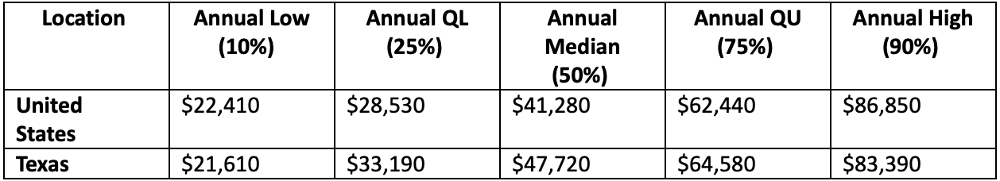 Location Annual Low (10%) Annual QL (25%) Annual Median (50%) Annual QU (75%) Annual High (90%)
United States $22,410 $28,530 $41,280 $62,440 $86,850
Texas $21,610 $33,190 $47,720 $64,580 $83,390